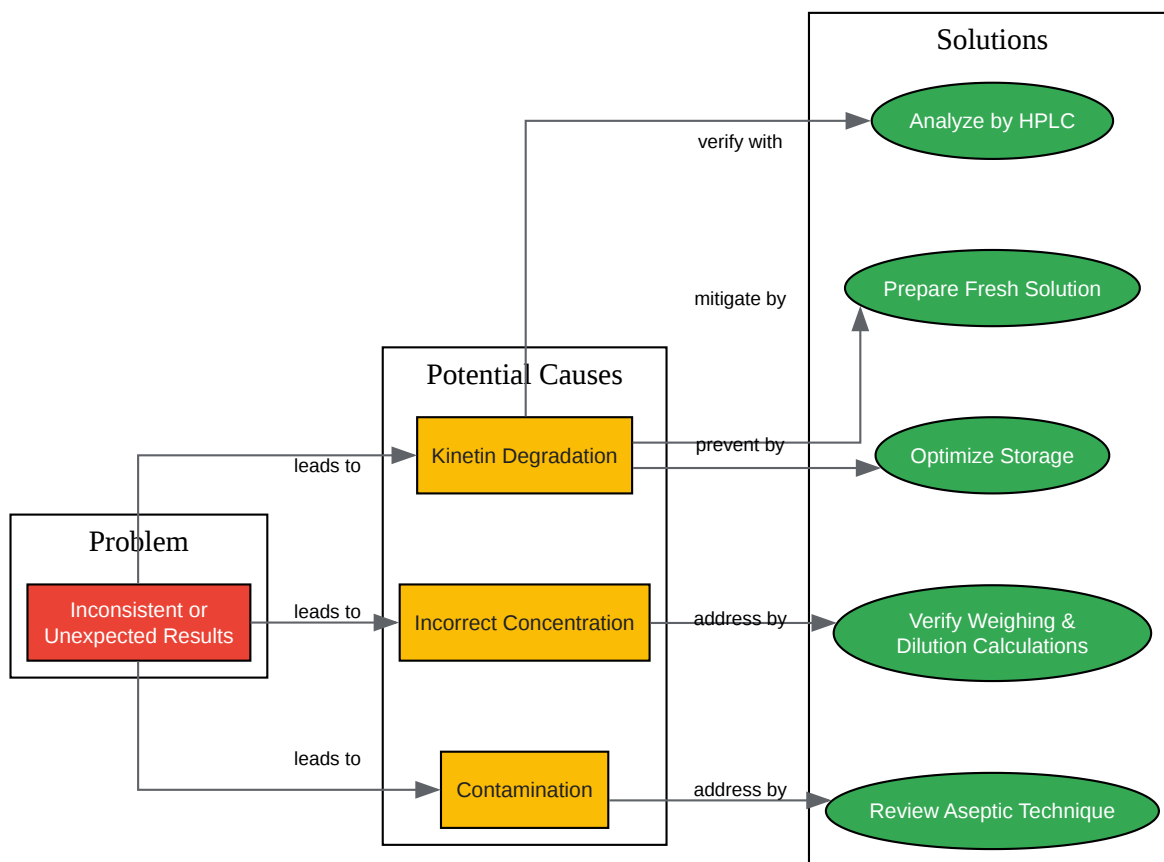 Solutions
Analyze by HPLC
verify with
Prepare Fresh Solution
mitigate by
Potential Causes
Kinetin Degradation
leads to
prevent by
Optimize Storage
Problem
Inconsistent or
Unexpected Results
leads to
Incorrect Concentration
address by
Verify Weighing &
Dilution Calculations
leads to
Contamination
address by
Review Aseptic Technique